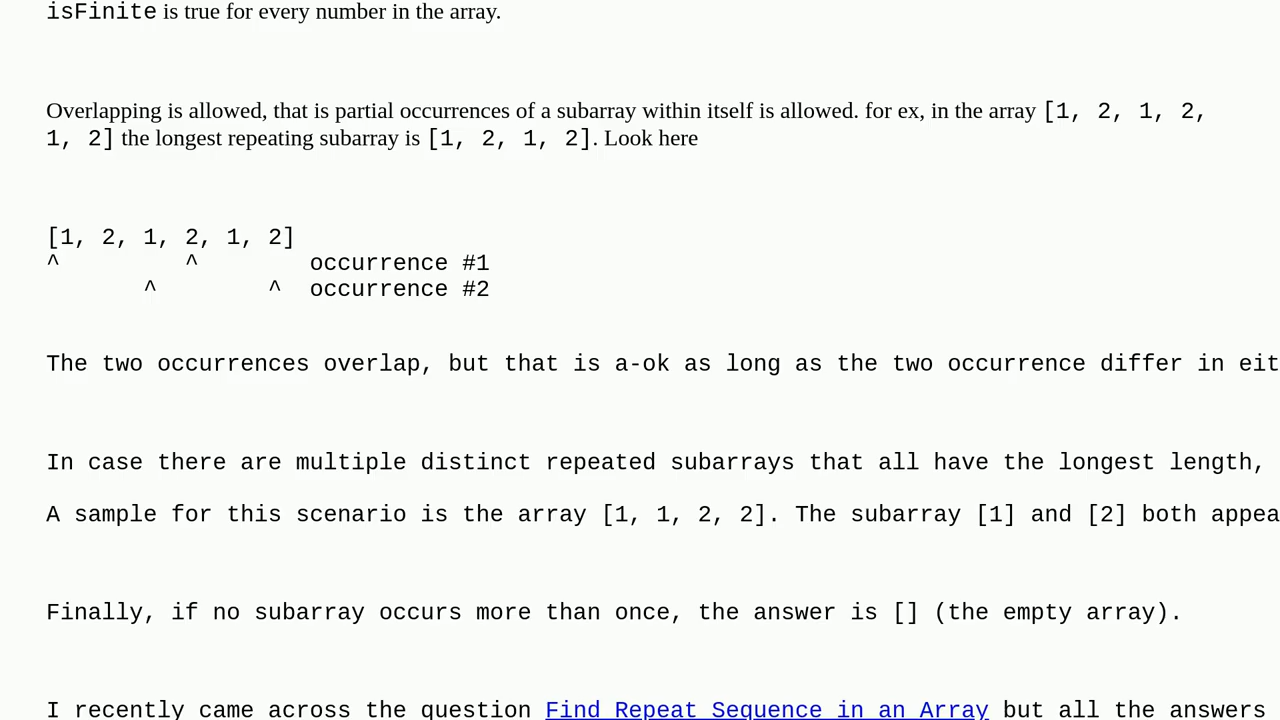 isFinite is true for every number in the array.
Overlapping is allowed, that is partial occurrences of a subarray within itself is allowed. for ex, in the array [1, 2, 1, 2,
1, 2] the longest repeating subarray is [1, 2, 1, 2]. Look here
[1, 2, 1, 2, 1, 2]
^         ^        occurrence #1
       ^        ^  occurrence #2
The two occurrences overlap, but that is a-ok as long as the two occurrence differ in eit
In case there are multiple distinct repeated subarrays that all have the longest length,
A sample for this scenario is the array [1, 1, 2, 2]. The subarray [1] and [2] both appea
Finally, if no subarray occurs more than once, the answer is [] (the empty array).
I recently came across the question Find Repeat Sequence in an Array but all the answers